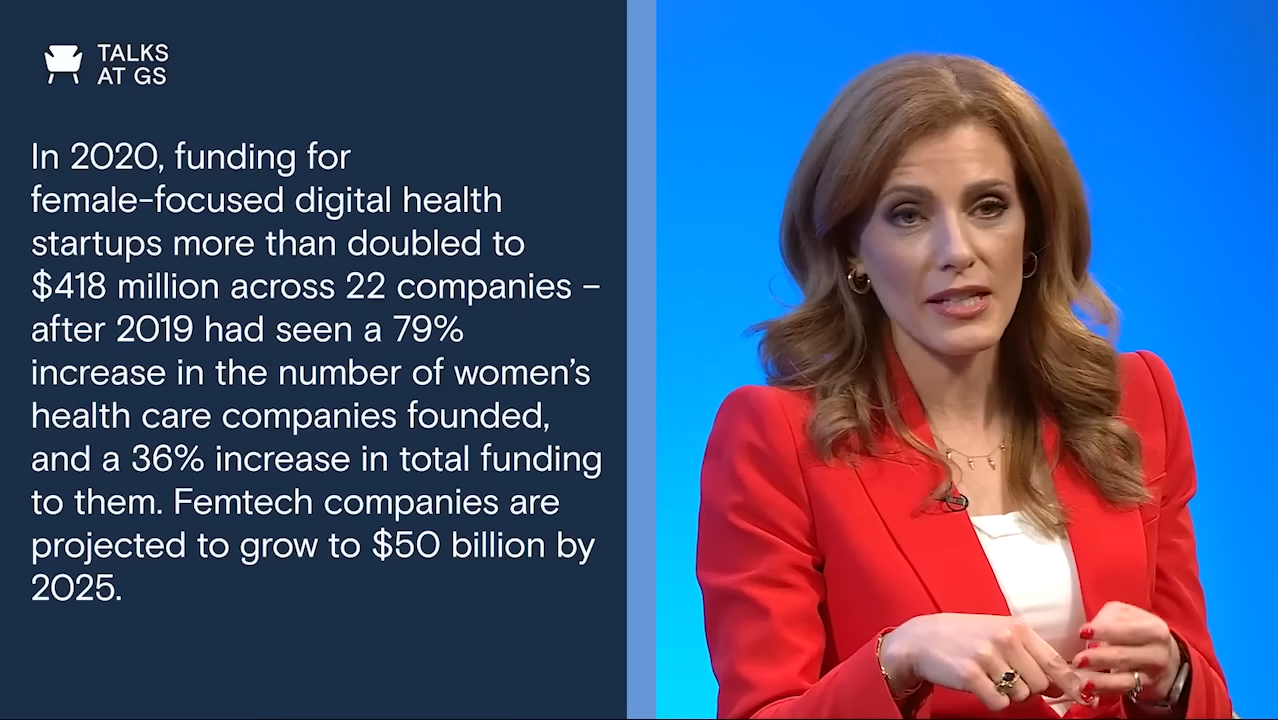 TALKS
AT GS
In 2020, funding for
female-focused digital health
startups more than doubled to
$418 million across 22 companies –
after 2019 had seen a 79%
increase in the number of women’s
health care companies founded,
and a 36% increase in total funding
to them. Femtech companies are
projected to grow to $50 billion by
2025.